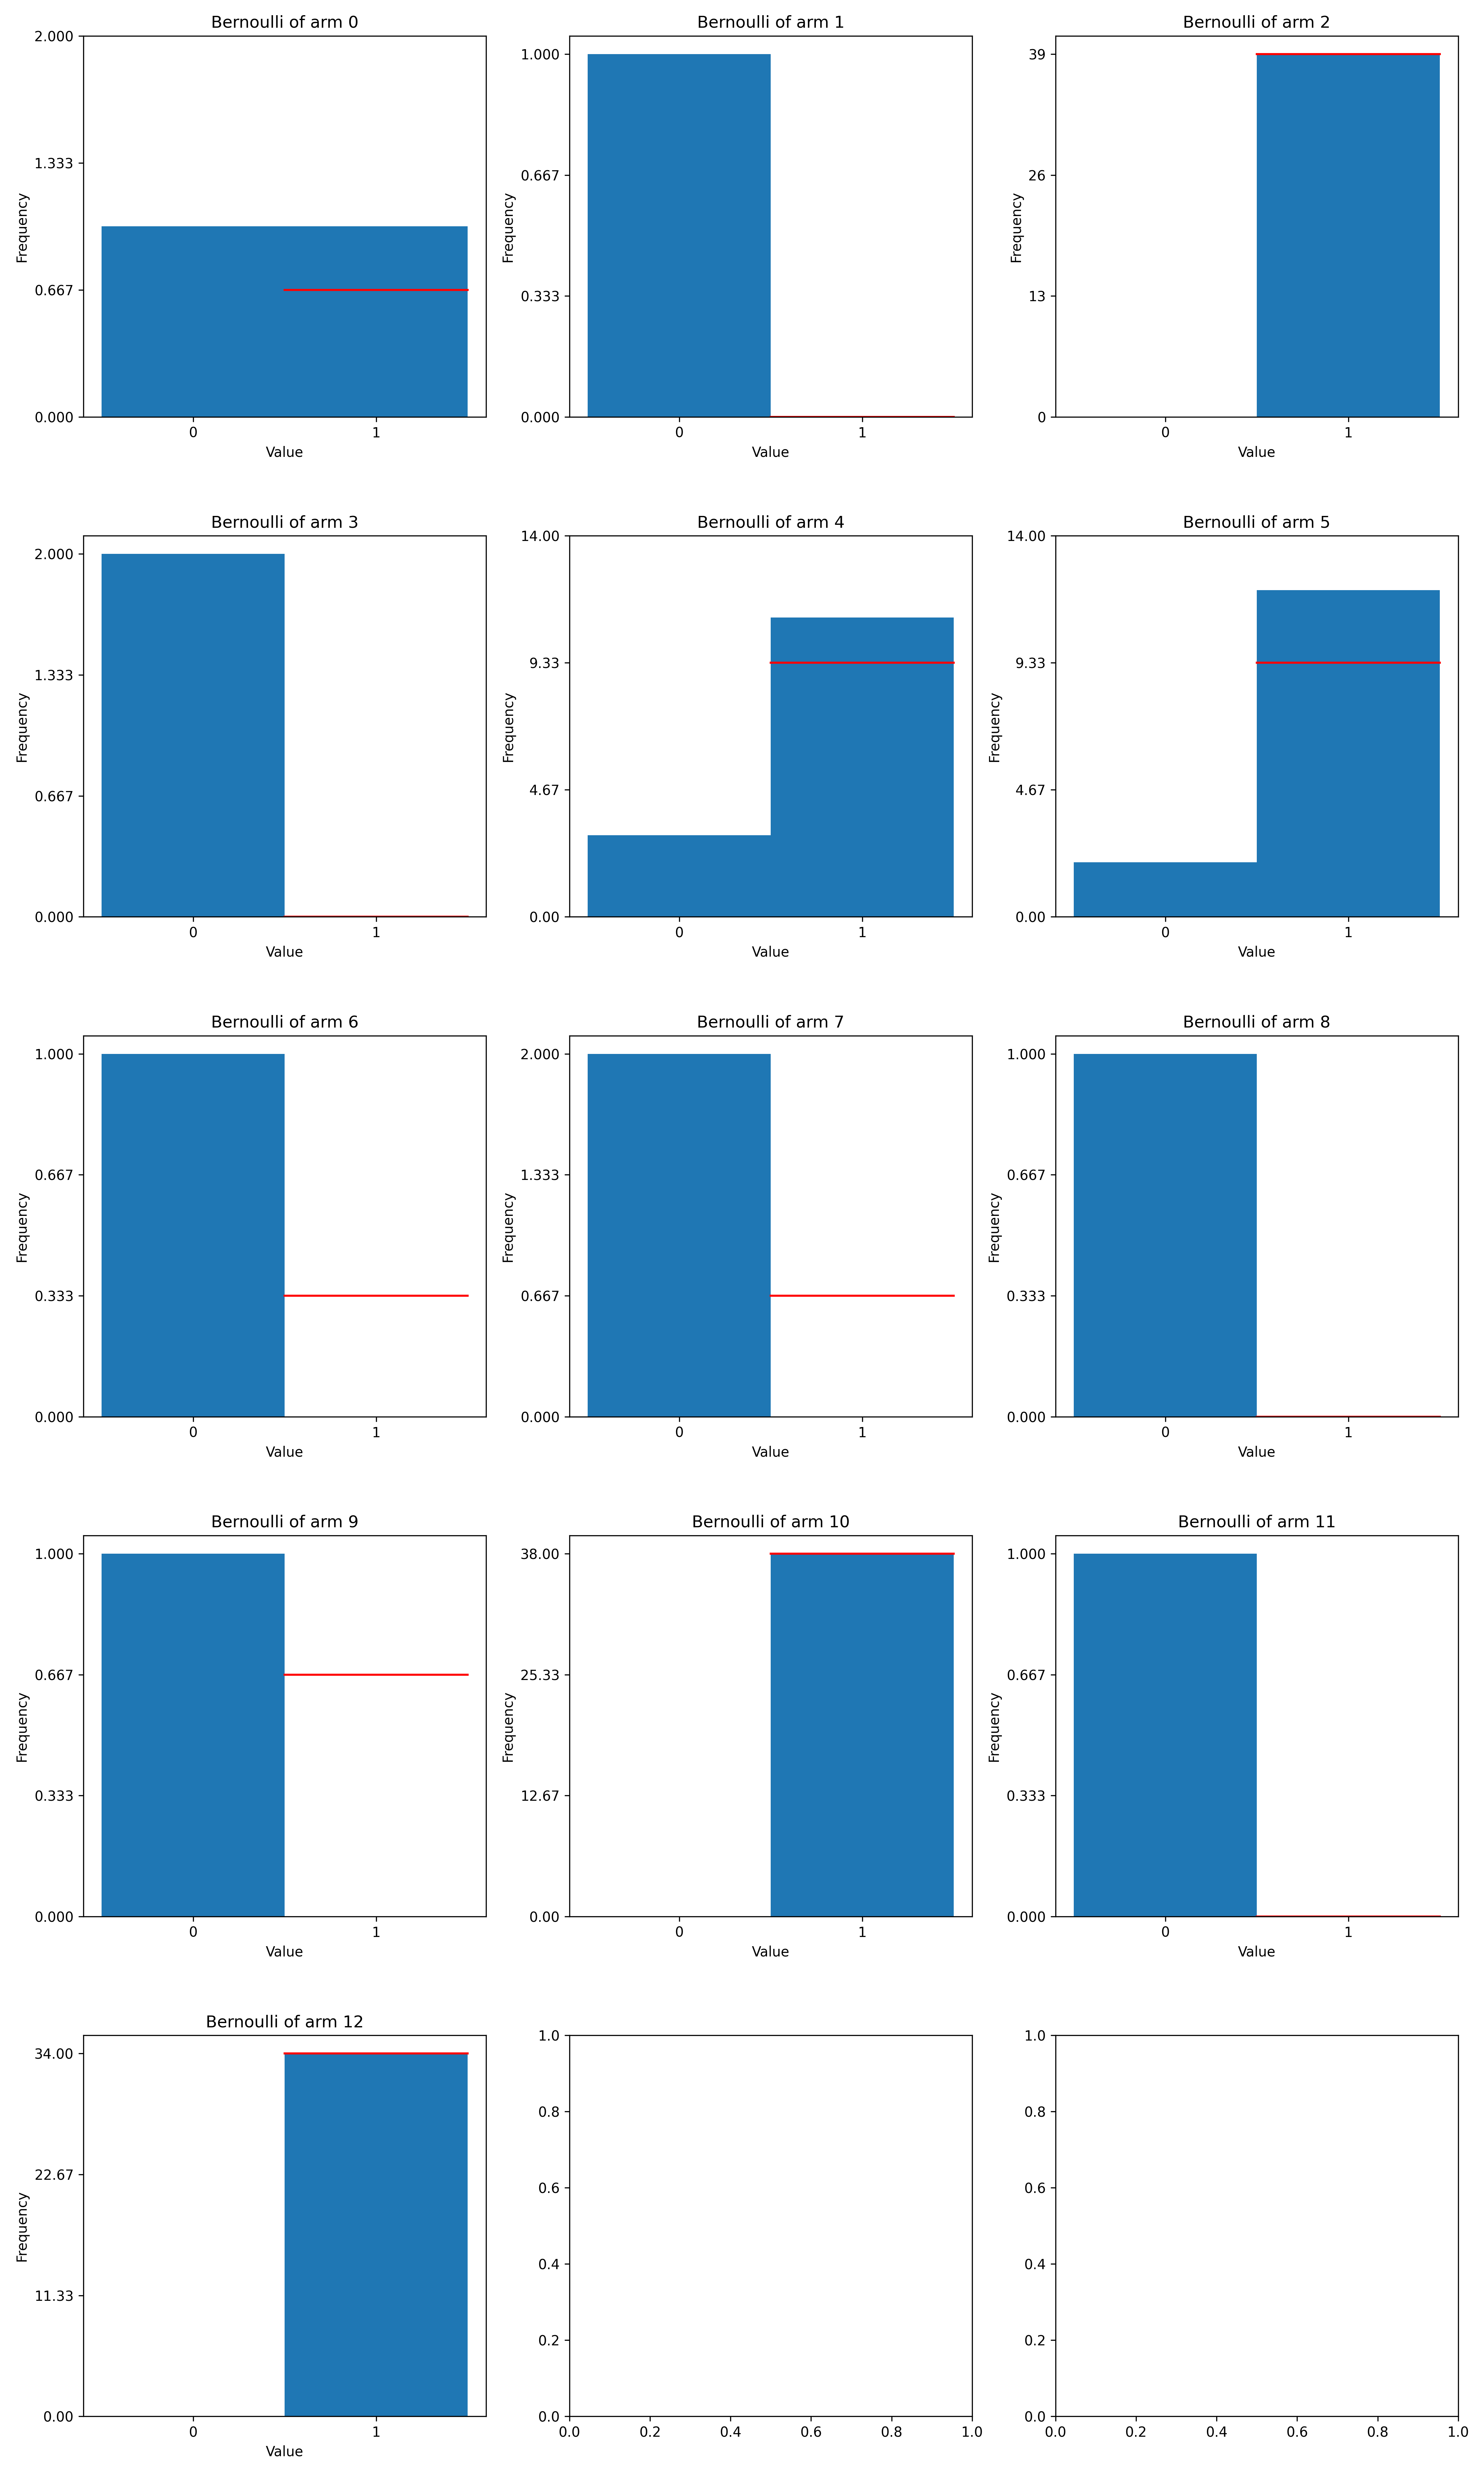 Bernoulli of arm 0
2.000
1.333
0.667
0.000
Frequency
0 1
Value
Bernoulli of arm 1
1.000
0.667
0.333
0.000
Frequency
0 1
Value
Bernoulli of arm 2
39
26
13
0
Frequency
0 1
Value
Bernoulli of arm 3
2.000
1.333
0.667
0.000
Frequency
0 1
Value
Bernoulli of arm 4
14.00
9.33
4.67
0.00
Frequency
0 1
Value
Bernoulli of arm 5
14.00
9.33
4.67
0.00
Frequency
0 1
Value
Bernoulli of arm 6
1.000
0.667
0.333
0.000
Frequency
0 1
Value
Bernoulli of arm 7
2.000
1.333
0.667
0.000
Frequency
0 1
Value
Bernoulli of arm 8
1.000
0.667
0.333
0.000
Frequency
0 1
Value
Bernoulli of arm 9
1.000
0.667
0.333
0.000
Frequency
0 1
Value
Bernoulli of arm 10
38.00
25.33
12.67
0.00
Frequency
0 1
Value
Bernoulli of arm 11
1.000
0.667
0.333
0.000
Frequency
0 1
Value
Bernoulli of arm 12
34.00
22.67
11.33
0.00
Frequency
0 1
Value
1.0
0.8
0.6
0.4
0.2
0.0
0.0 0.2 0.4 0.6 0.8 1.0
1.0
0.8
0.6
0.4
0.2
0.0
0.0 0.2 0.4 0.6 0.8 1.0